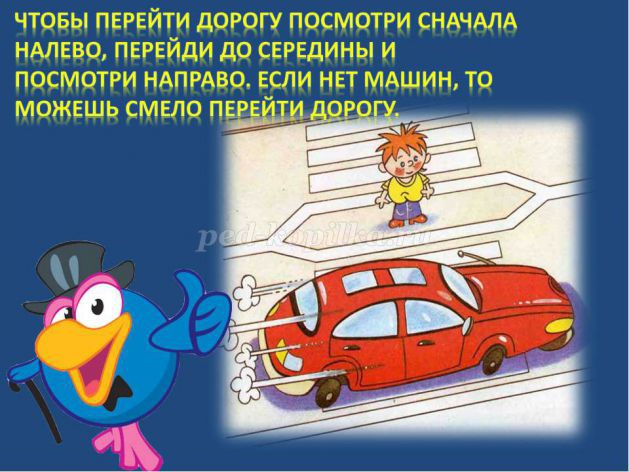 ЧТОБЫ ПЕРЕЙТИ ДОРОГУ ПОСМОТРИ СНАЧАЛА
НАЛЕВО, ПЕРЕЙДИ ДО СЕРЕДИНЫ И
ПОСМОТРИ НАПРАВО. ЕСЛИ НЕТ МАШИН, ТО
МОЖЕШЬ СМЕЛО ПЕРЕЙТИ ДОРОГУ.
ped-kopilka.ru